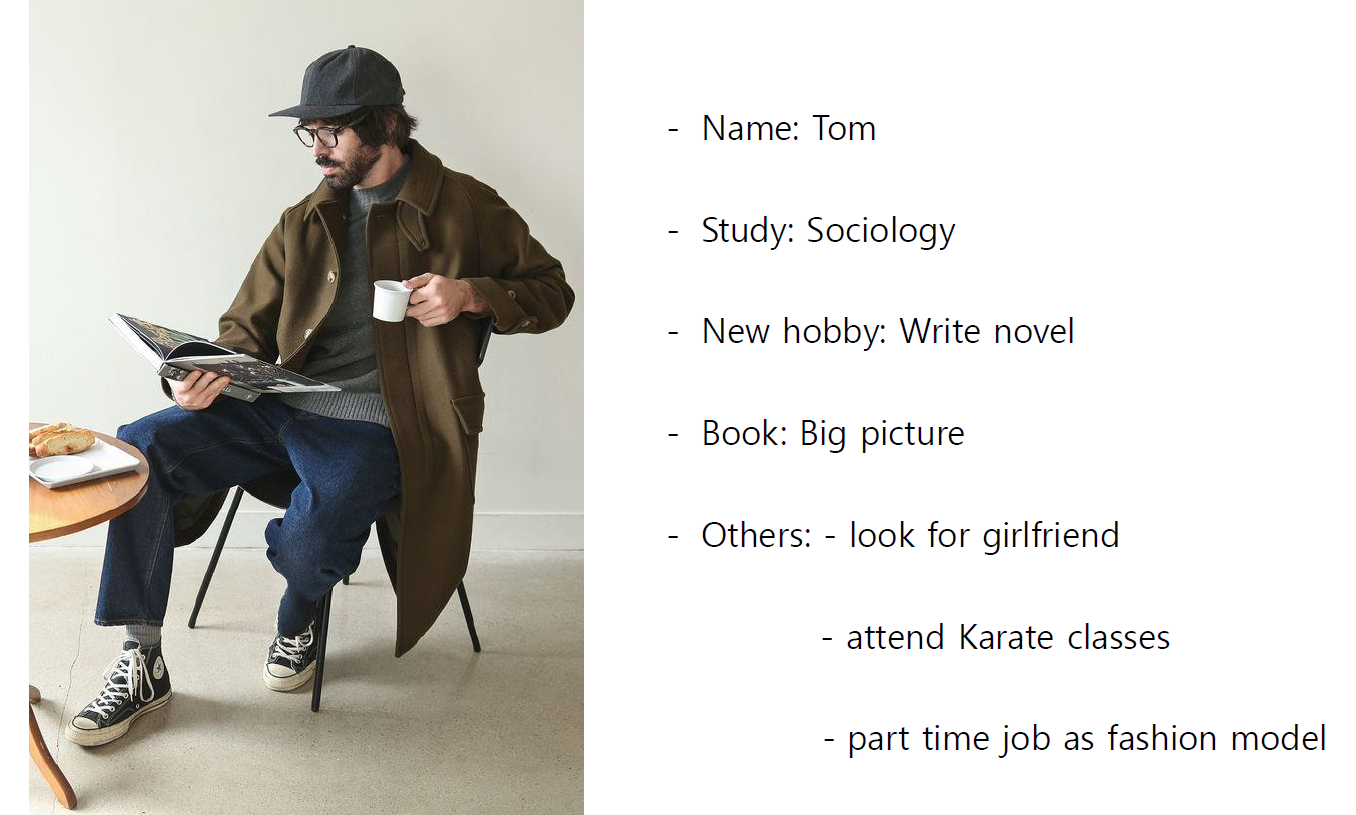 - Name: Tom
- Study: Sociology
- New hobby: Write novel
- Book: Big picture
- Others: - look for girlfriend
- attend Karate classes
- part time job as fashion model